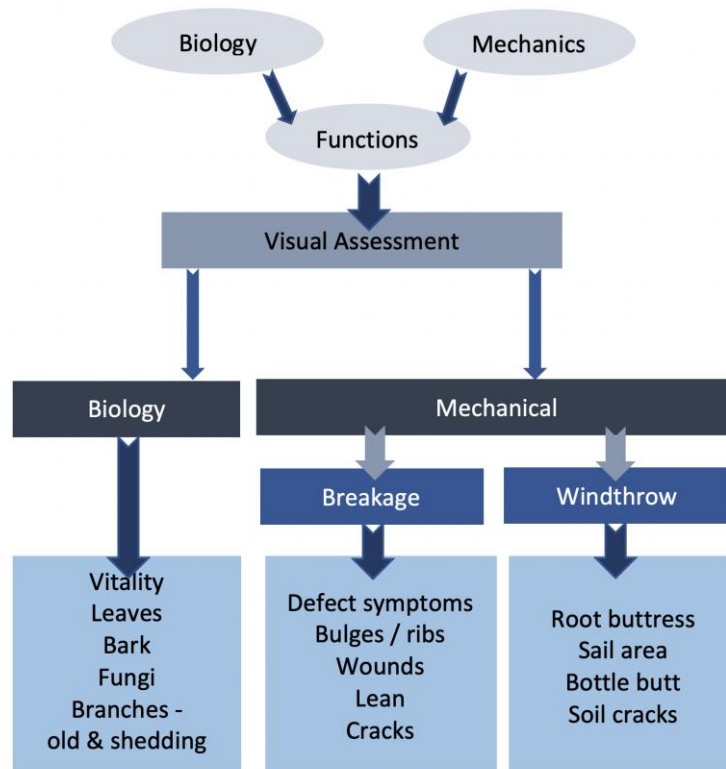 Biology
Mechanics
Functions
Visual Assessment
Biology
Mechanical
Breakage
Windthrow
Vitality
Leaves
Bark
Fungi
Branches -
old & shedding
Defect symptoms
Bulges / ribs
Wounds
Lean
Cracks
Root buttress
Sail area
Bottle butt
Soil cracks